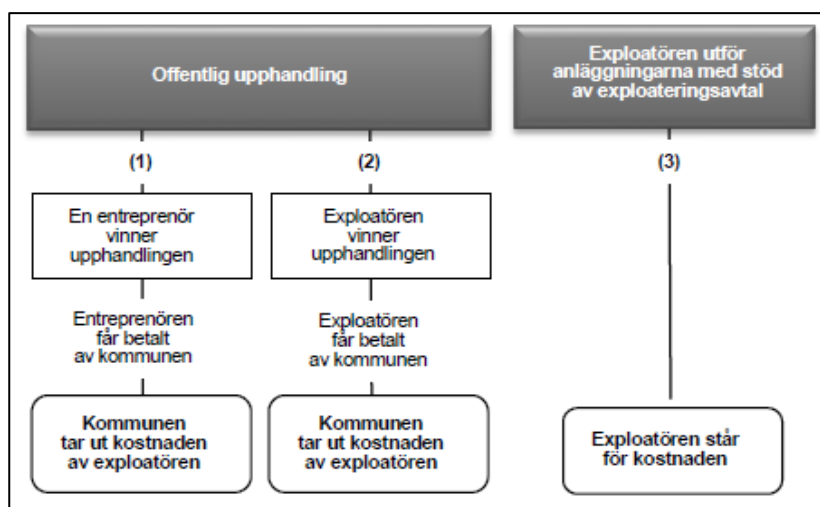 Offentlig upphandling
Exploatören utför
anläggningarna med stöd
av exploateringsavtal
(1)
(2)
(3)
En entreprenör
vinner
upphandlingen
Exploatören
vinner
upphandlingen
Entreprenören
får betalt
av kommunen
Exploatören
får betalt
av kommunen
Kommunen
tar ut kostnaden
av exploatören
Kommunen
tar ut kostnaden
av exploatören
Exploatören står
för kostnaden